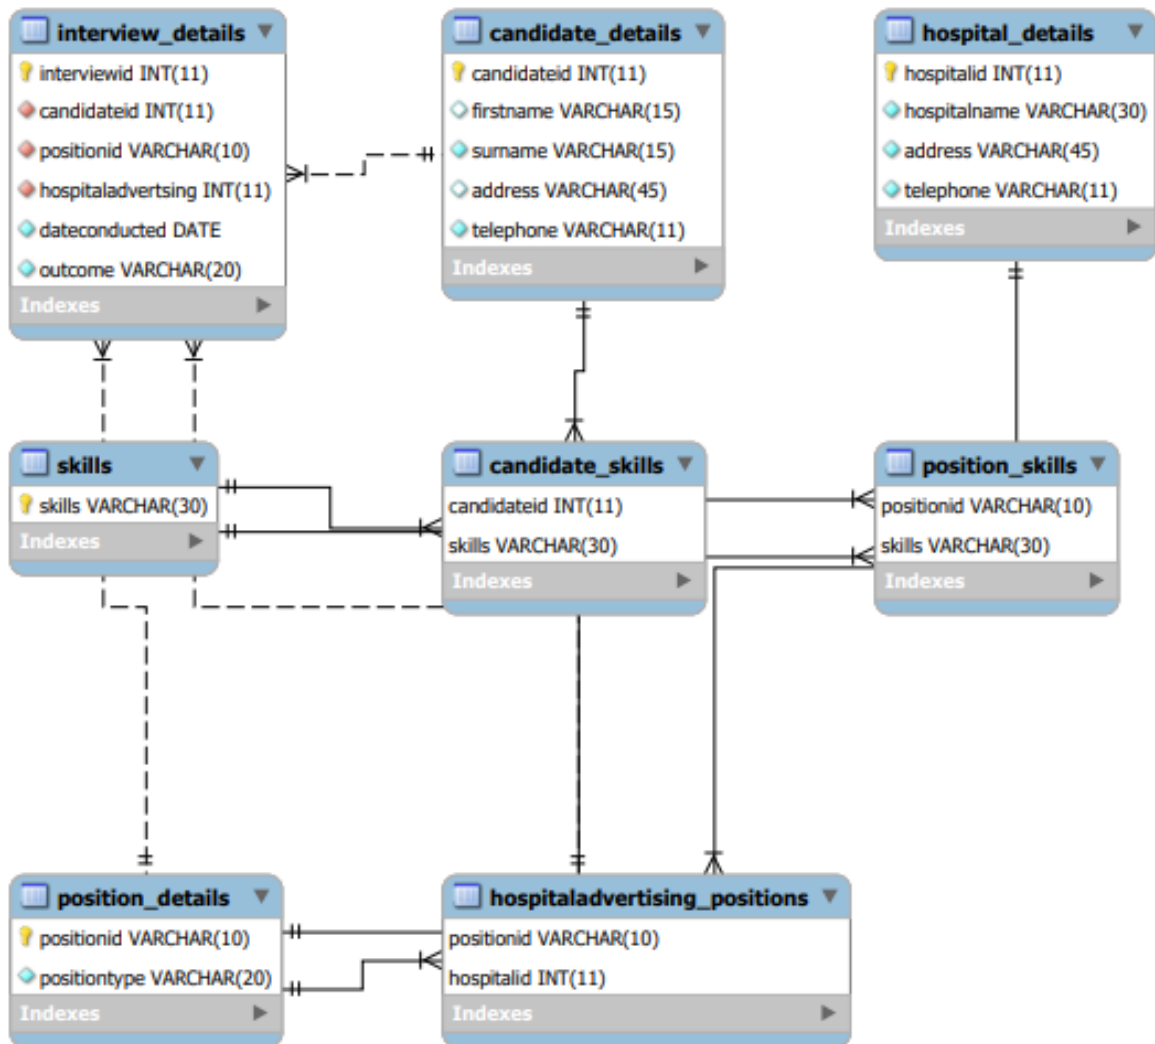 interview_details
interviewid INT(11)
candidateid INT(11)
positionid VARCHAR(10)
hospitaladvertsing INT(11)
dateconducted DATE
outcome VARCHAR(20)
Indexes
candidate_details
candidateid INT(11)
firstname VARCHAR(15)
surname VARCHAR(15)
address VARCHAR(45)
telephone VARCHAR(11)
Indexes
hospital_details
hospitalid INT(11)
hospitalname VARCHAR(30)
address VARCHAR(45)
telephone VARCHAR(11)
Indexes
skills
skills VARCHAR(30)
Indexes
candidate_skills
candidateid INT(11)
skills VARCHAR(30)
Indexes
position_skills
positionid VARCHAR(10)
skills VARCHAR(30)
Indexes
position_details
positionid VARCHAR(10)
positiontype VARCHAR(20)
Indexes
hospitaladvertising_positions
positionid VARCHAR(10)
hospitalid INT(11)
Indexes